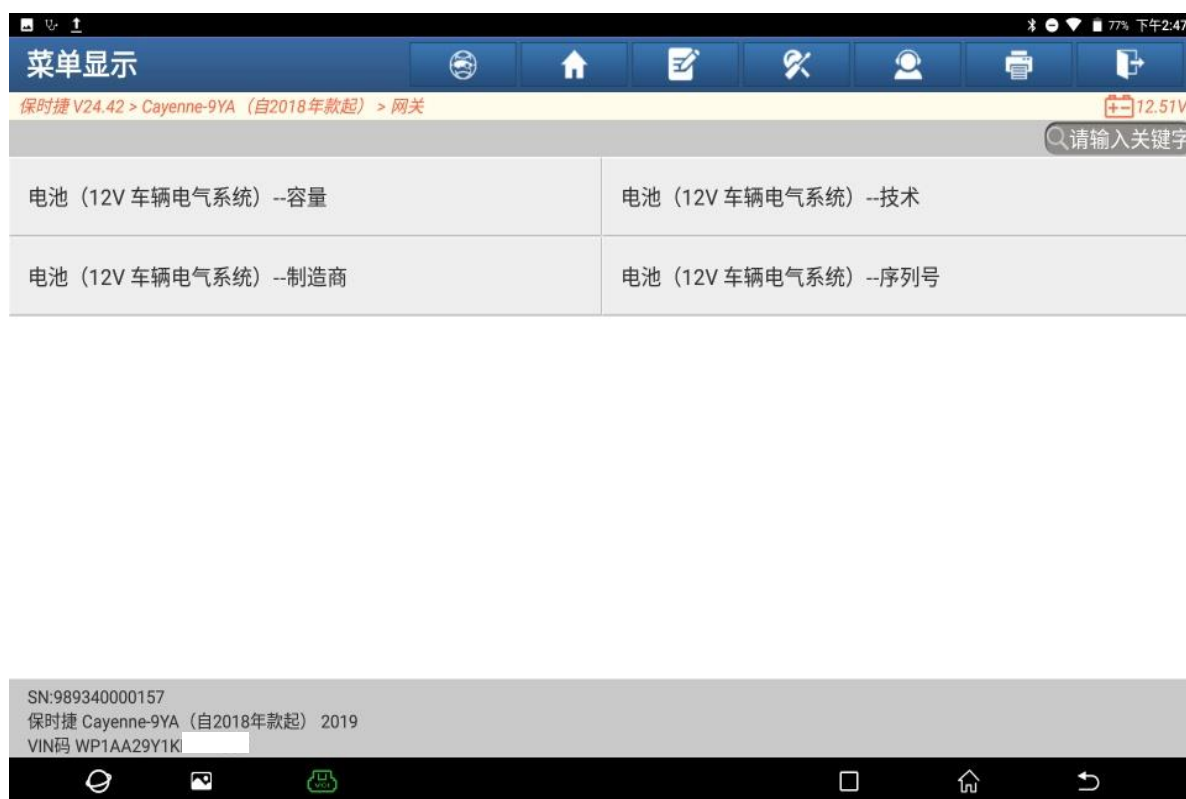 77% 下午2:47
菜单显示
保时捷 V24.42 > Cayenne-9YA（自2018年款起） > 网关
12.51V
请输入关键字
电池（12V 车辆电气系统）--容量
电池（12V 车辆电气系统）--技术
电池（12V 车辆电气系统）--制造商
电池（12V 车辆电气系统）--序列号
SN:989340000157
保时捷 Cayenne-9YA（自2018年款起） 2019
VIN码 WP1AA29Y1K
VCI